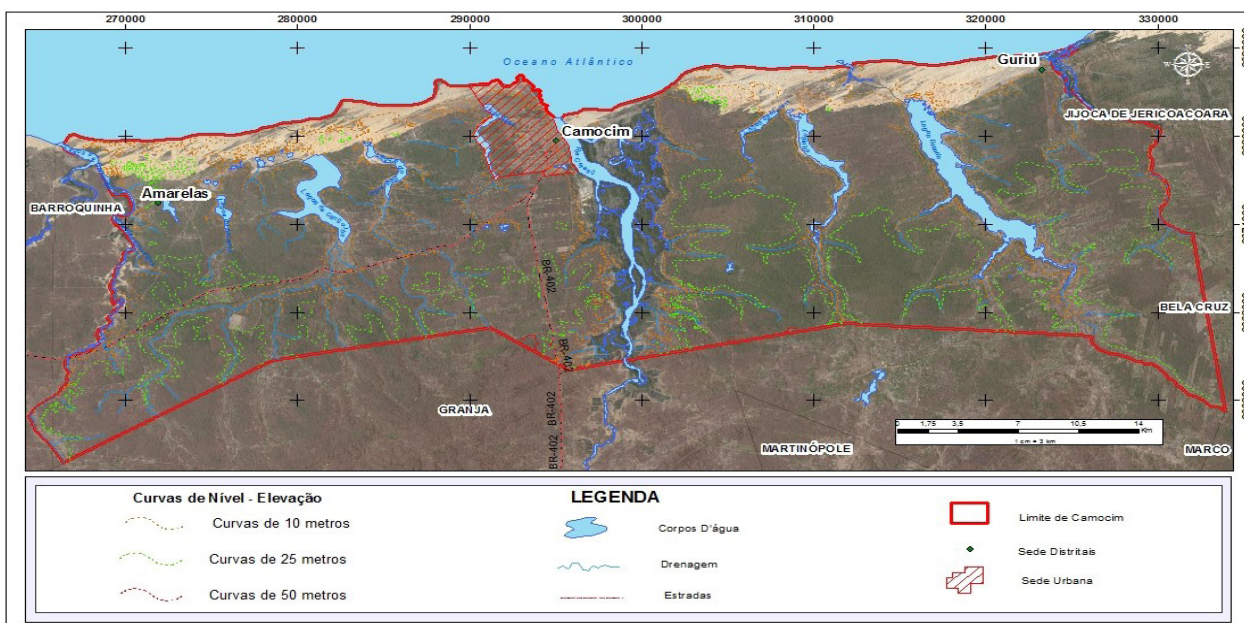 270000 280000 290000 300000 310000 320000 330000
Oceano Atlântico
Guriú
JIJOCA DE JERICOACOARA
Camocim
Amarelas
BARROQUINHA
Lago Grande
BR-402
BELA CRUZ
BR-402
GRANJA
BR-402 BR-402
MARTINÓPOLE
MARCO
0 1,75 3,5 7 10,5 14
Km
1 cm = 2 km
Curvas de Nível - Elevação
Curvas de 10 metros
Curvas de 25 metros
Curvas de 50 metros
LEGENDA
Corpos D'água
Drenagem
Estradas
Limite de Camocim
Sede Distritais
Sede Urbana